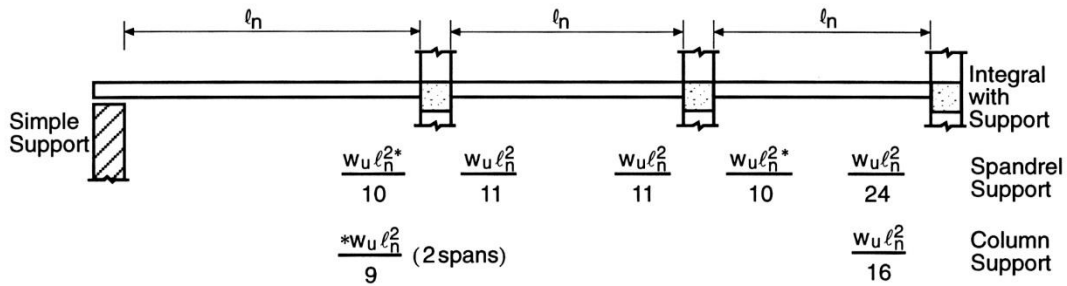 ℓn ℓn ℓn
Simple
Support
Integral
with
Support
wuℓn²* / 10 wuℓn² / 11 wuℓn² / 11 wuℓn²* / 10 wuℓn² / 24
Spandrel
Support
*wuℓn² / 9 (2 spans) wuℓn² / 16
Column
Support